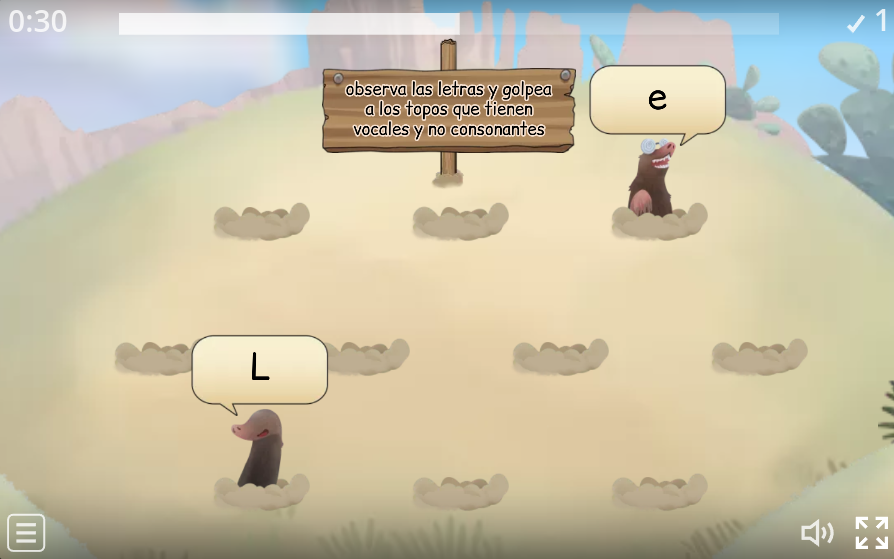 0:30
1
observa las letras y golpea
a los topos que tienen
vocales y no consonantes
e
L